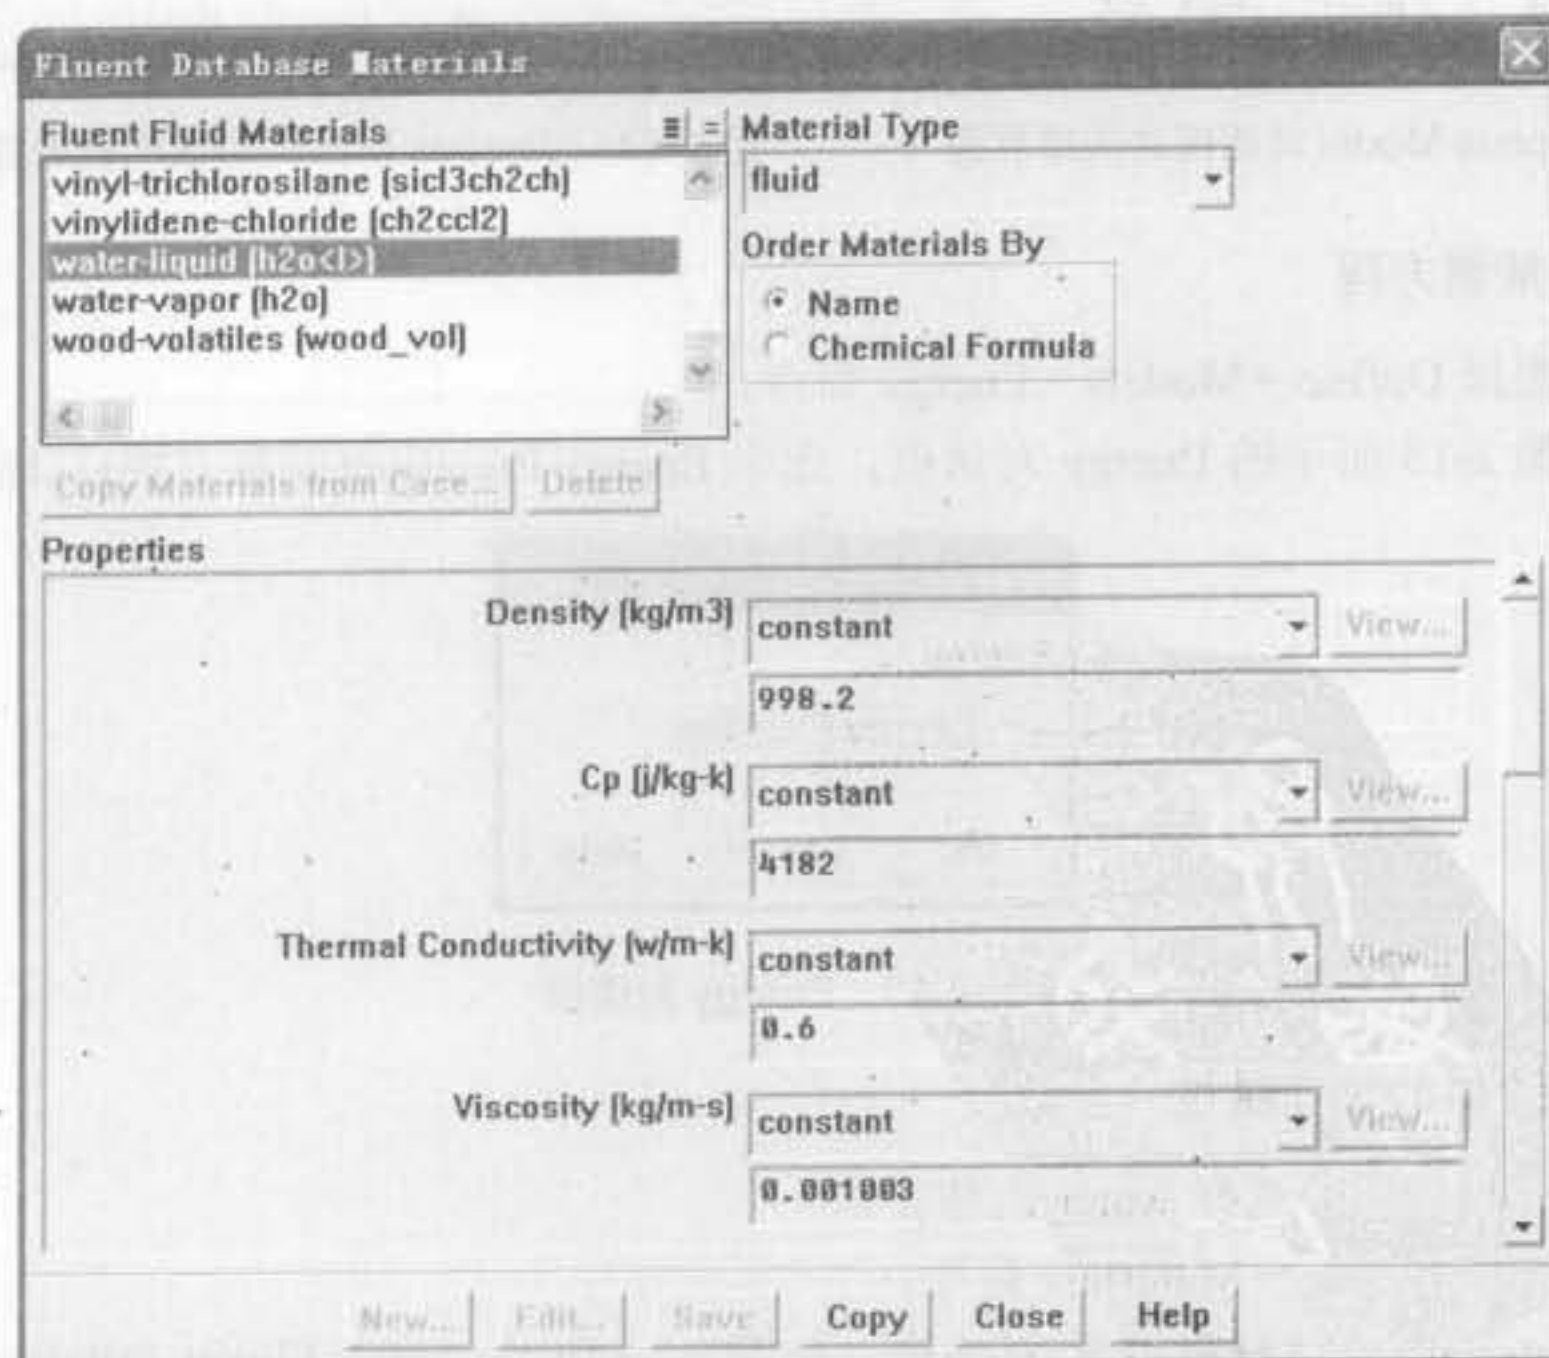 Fluent Database Materials
Fluent Fluid Materials
vinyl-trichlorosilane (sicl3ch2ch)
vinylidene-chloride (ch2ccl2)
water-liquid (h2o<l>)
water-vapor (h2o)
wood-volatiles (wood_vol)
Material Type
fluid
Order Materials By
Name
Chemical Formula
Copy Materials from Case... Delete
Properties
Density (kg/m3) constant View...
998.2
Cp (j/kg-k) constant View...
4182
Thermal Conductivity (w/m-k) constant View...
0.6
Viscosity (kg/m-s) constant View...
0.001003
New... Edit... Save Copy Close Help